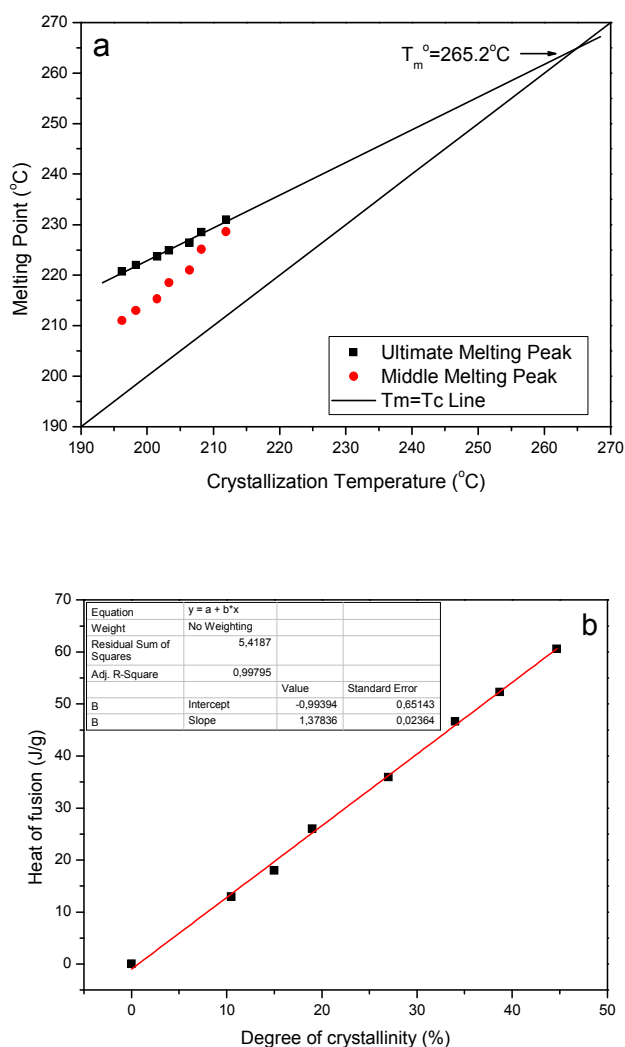 a
T_m^o=265.2°C
270
260
250
240
230
220
210
200
190
Melting Point (°C)
Ultimate Melting Peak
Middle Melting Peak
Tm=Tc Line
190 200 210 220 230 240 250 260 270
Crystallization Temperature (°C)
b
70
60
50
40
30
20
10
0
Heat of fusion (J/g)
Equation y = a + b*x
Weight No Weighting
Residual Sum of Squares 5,4187
Adj. R-Square 0,99795
Value Standard Error
B Intercept -0,99394 0,65143
B Slope 1,37836 0,02364
0 10 20 30 40 50
Degree of crystallinity (%)